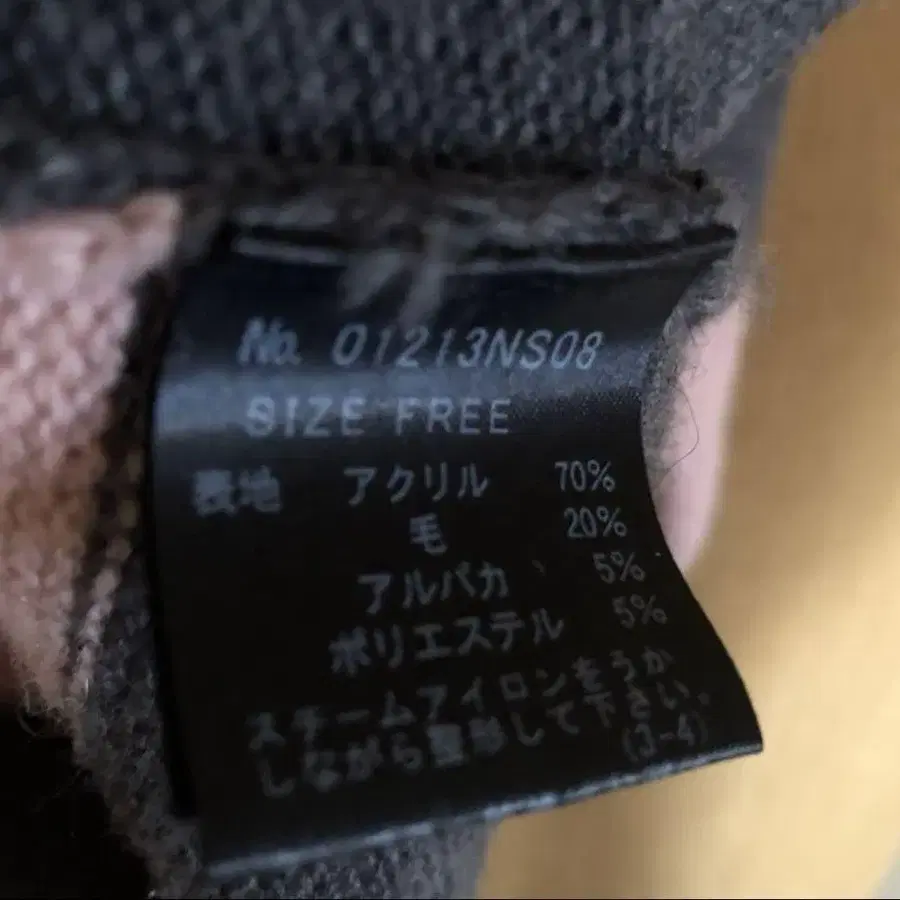 No. 01213NS08
SIZE FREE
表地 アクリル 70%
毛 20%
アルパカ 5%
ポリエステル 5%
スチームアイロンをうか
しながら整形して下さい.
(3-4)